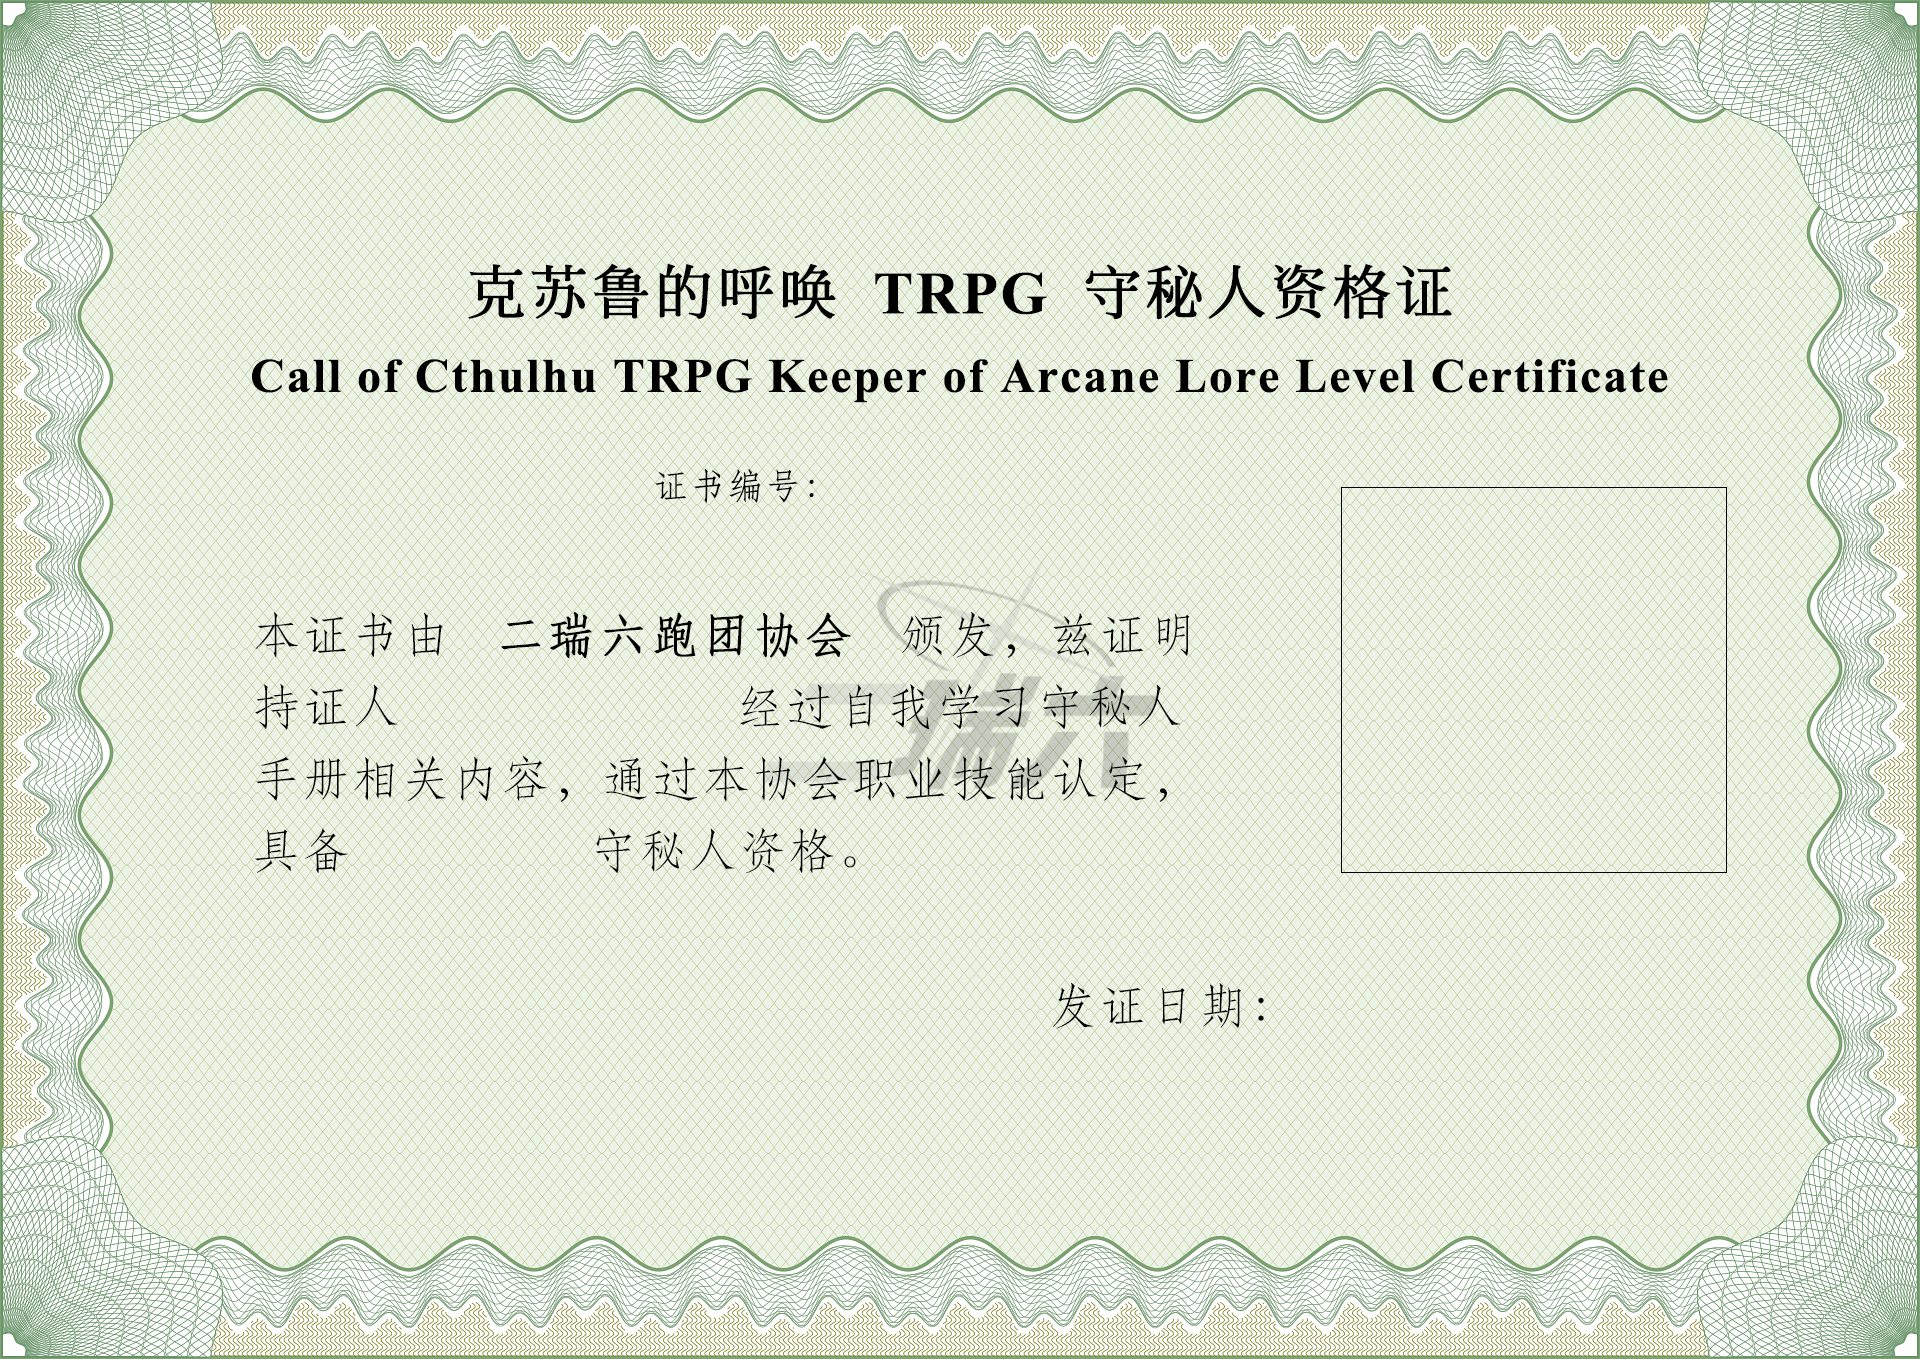 克苏鲁的呼唤 TRPG 守秘人资格证
Call of Cthulhu TRPG Keeper of Arcane Lore Level Certificate
证书编号：
本证书由 二瑞六跑团协会 颁发，兹证明
持证人 经过自我学习守秘人
手册相关内容，通过本协会职业技能认定，
具备 守秘人资格。
二瑞六
发证日期：